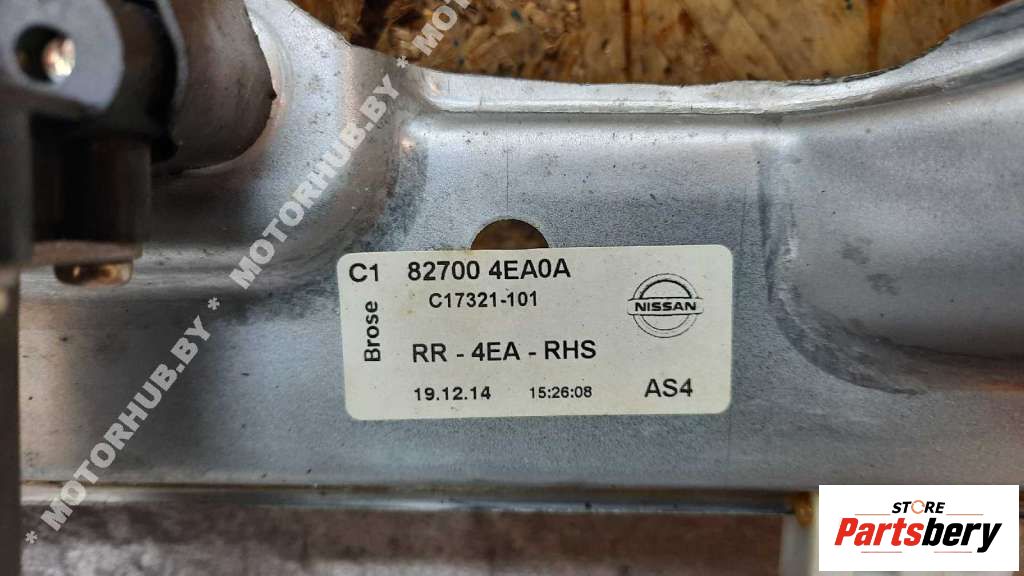 C1 82700 4EA0A
C17321-101
Brose
NISSAN
RR - 4EA - RHS
19.12.14 15:26:08 AS4
* MOTORHUB.BY * MOTORHUB.BY * MOTORHUB.BY *
STORE
Partsbery